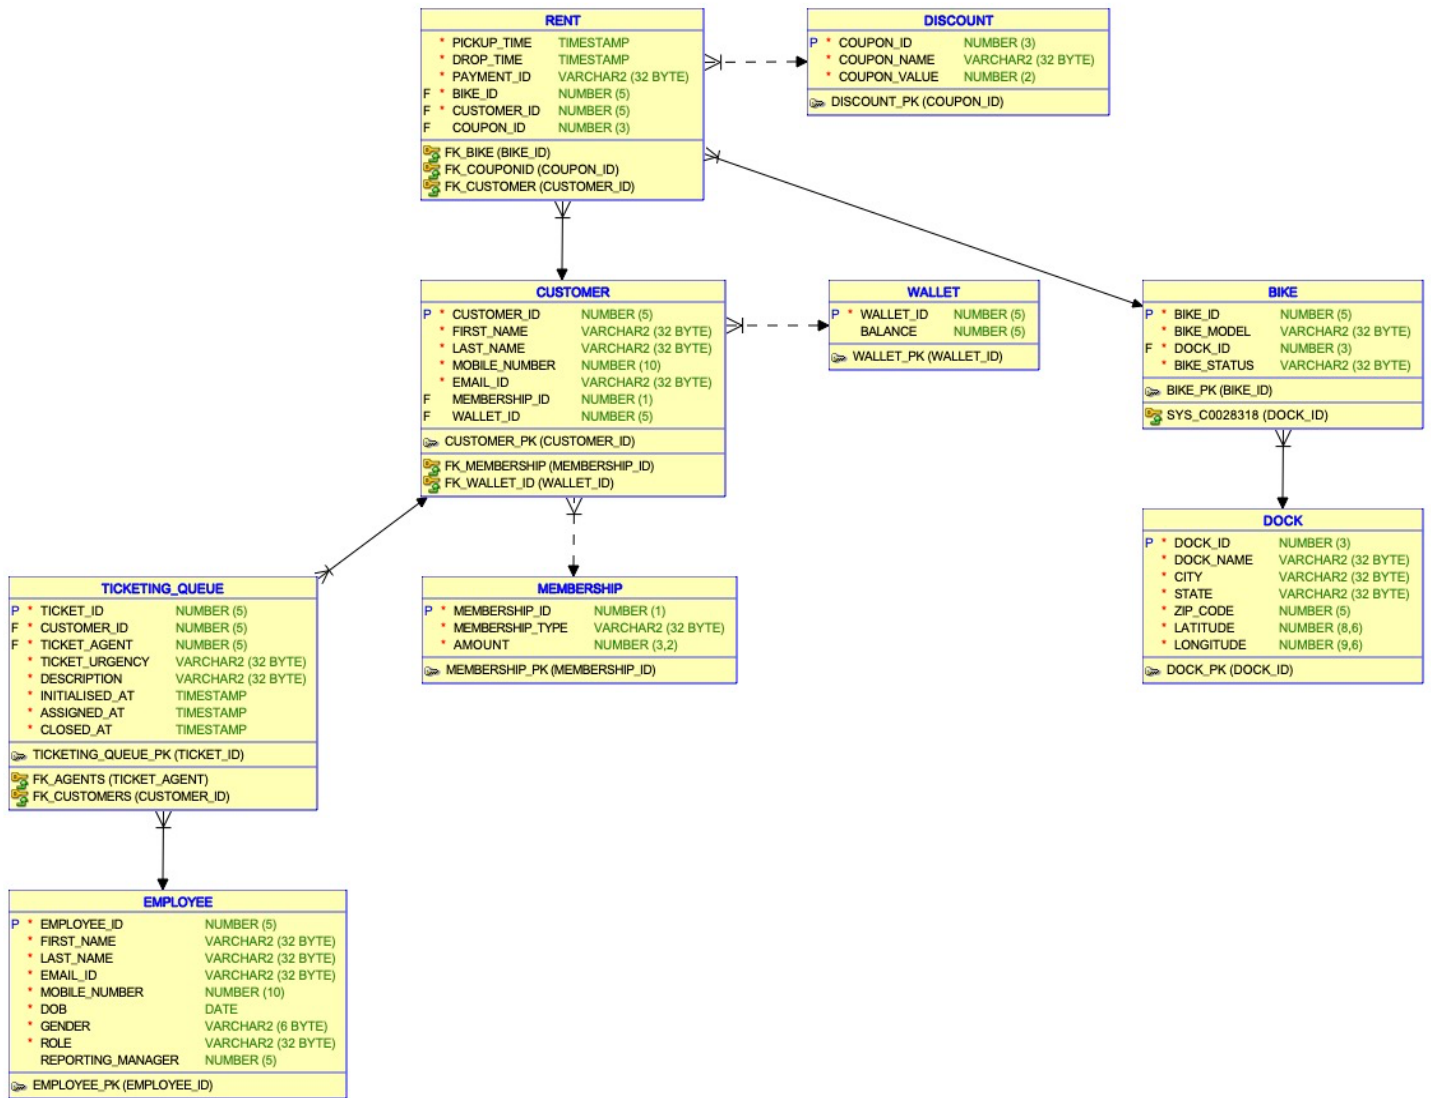 RENT
* PICKUP_TIME TIMESTAMP
* DROP_TIME TIMESTAMP
* PAYMENT_ID VARCHAR2 (32 BYTE)
F * BIKE_ID NUMBER (5)
F * CUSTOMER_ID NUMBER (5)
F COUPON_ID NUMBER (3)
FK_BIKE (BIKE_ID)
FK_COUPONID (COUPON_ID)
FK_CUSTOMER (CUSTOMER_ID)
DISCOUNT
P * COUPON_ID NUMBER (3)
* COUPON_NAME VARCHAR2 (32 BYTE)
* COUPON_VALUE NUMBER (2)
DISCOUNT_PK (COUPON_ID)
CUSTOMER
P * CUSTOMER_ID NUMBER (5)
* FIRST_NAME VARCHAR2 (32 BYTE)
* LAST_NAME VARCHAR2 (32 BYTE)
* MOBILE_NUMBER NUMBER (10)
* EMAIL_ID VARCHAR2 (32 BYTE)
F MEMBERSHIP_ID NUMBER (1)
F WALLET_ID NUMBER (5)
CUSTOMER_PK (CUSTOMER_ID)
FK_MEMBERSHIP (MEMBERSHIP_ID)
FK_WALLET_ID (WALLET_ID)
WALLET
P * WALLET_ID NUMBER (5)
BALANCE NUMBER (5)
WALLET_PK (WALLET_ID)
BIKE
P * BIKE_ID NUMBER (5)
* BIKE_MODEL VARCHAR2 (32 BYTE)
F * DOCK_ID NUMBER (3)
* BIKE_STATUS VARCHAR2 (32 BYTE)
BIKE_PK (BIKE_ID)
SYS_C0028318 (DOCK_ID)
TICKETING_QUEUE
P * TICKET_ID NUMBER (5)
F * CUSTOMER_ID NUMBER (5)
F * TICKET_AGENT NUMBER (5)
* TICKET_URGENCY VARCHAR2 (32 BYTE)
* DESCRIPTION VARCHAR2 (32 BYTE)
* INITIALISED_AT TIMESTAMP
* ASSIGNED_AT TIMESTAMP
* CLOSED_AT TIMESTAMP
TICKETING_QUEUE_PK (TICKET_ID)
FK_AGENTS (TICKET_AGENT)
FK_CUSTOMERS (CUSTOMER_ID)
MEMBERSHIP
P * MEMBERSHIP_ID NUMBER (1)
* MEMBERSHIP_TYPE VARCHAR2 (32 BYTE)
* AMOUNT NUMBER (3,2)
MEMBERSHIP_PK (MEMBERSHIP_ID)
DOCK
P * DOCK_ID NUMBER (3)
* DOCK_NAME VARCHAR2 (32 BYTE)
* CITY VARCHAR2 (32 BYTE)
* STATE VARCHAR2 (32 BYTE)
* ZIP_CODE NUMBER (5)
* LATITUDE NUMBER (8,6)
* LONGITUDE NUMBER (9,6)
DOCK_PK (DOCK_ID)
EMPLOYEE
P * EMPLOYEE_ID NUMBER (5)
* FIRST_NAME VARCHAR2 (32 BYTE)
* LAST_NAME VARCHAR2 (32 BYTE)
* EMAIL_ID VARCHAR2 (32 BYTE)
* MOBILE_NUMBER NUMBER (10)
* DOB DATE
* GENDER VARCHAR2 (6 BYTE)
* ROLE VARCHAR2 (32 BYTE)
REPORTING_MANAGER NUMBER (5)
EMPLOYEE_PK (EMPLOYEE_ID)